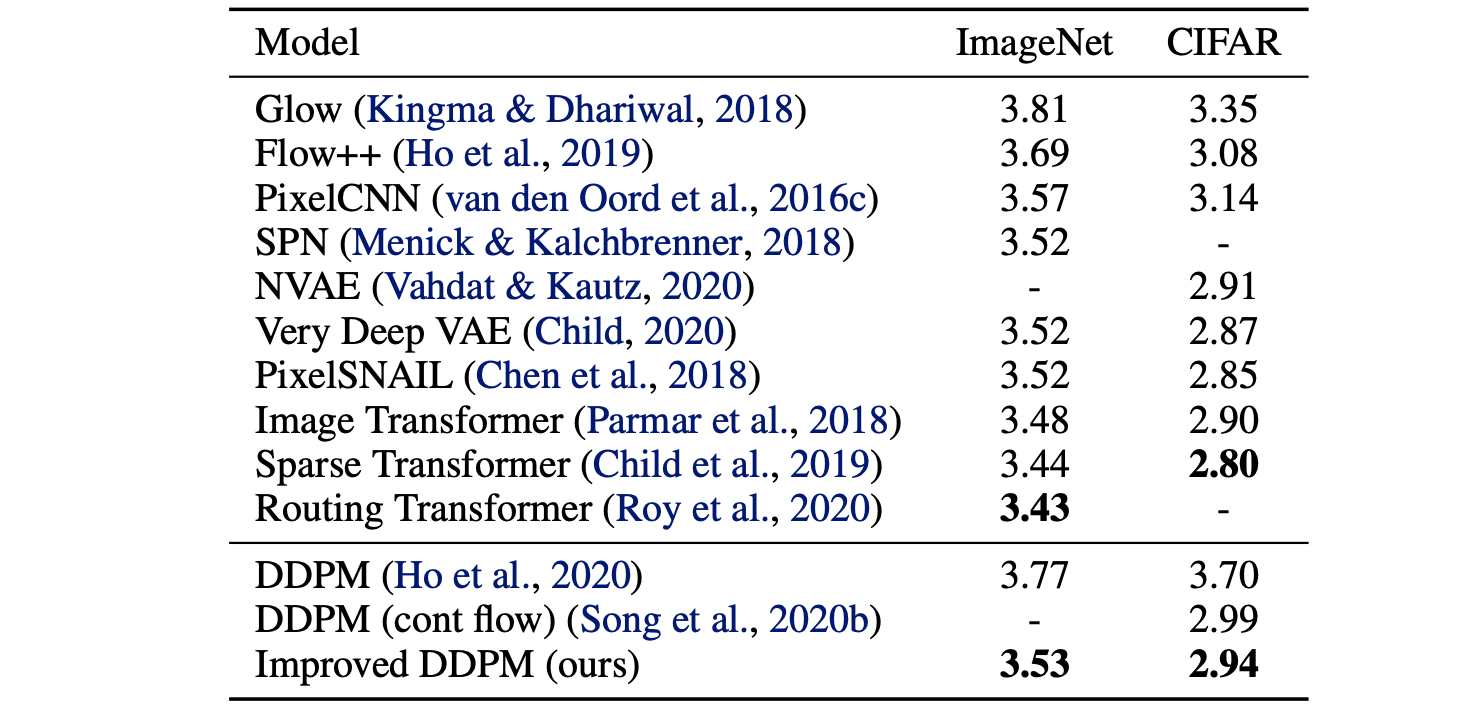 Model ImageNet CIFAR
Glow (Kingma & Dhariwal, 2018) 3.81 3.35
Flow++ (Ho et al., 2019) 3.69 3.08
PixelCNN (van den Oord et al., 2016c) 3.57 3.14
SPN (Menick & Kalchbrenner, 2018) 3.52 -
NVAE (Vahdat & Kautz, 2020) - 2.91
Very Deep VAE (Child, 2020) 3.52 2.87
PixelSNAIL (Chen et al., 2018) 3.52 2.85
Image Transformer (Parmar et al., 2018) 3.48 2.90
Sparse Transformer (Child et al., 2019) 3.44 2.80
Routing Transformer (Roy et al., 2020) 3.43 -
DDPM (Ho et al., 2020) 3.77 3.70
DDPM (cont flow) (Song et al., 2020b) - 2.99
Improved DDPM (ours) 3.53 2.94